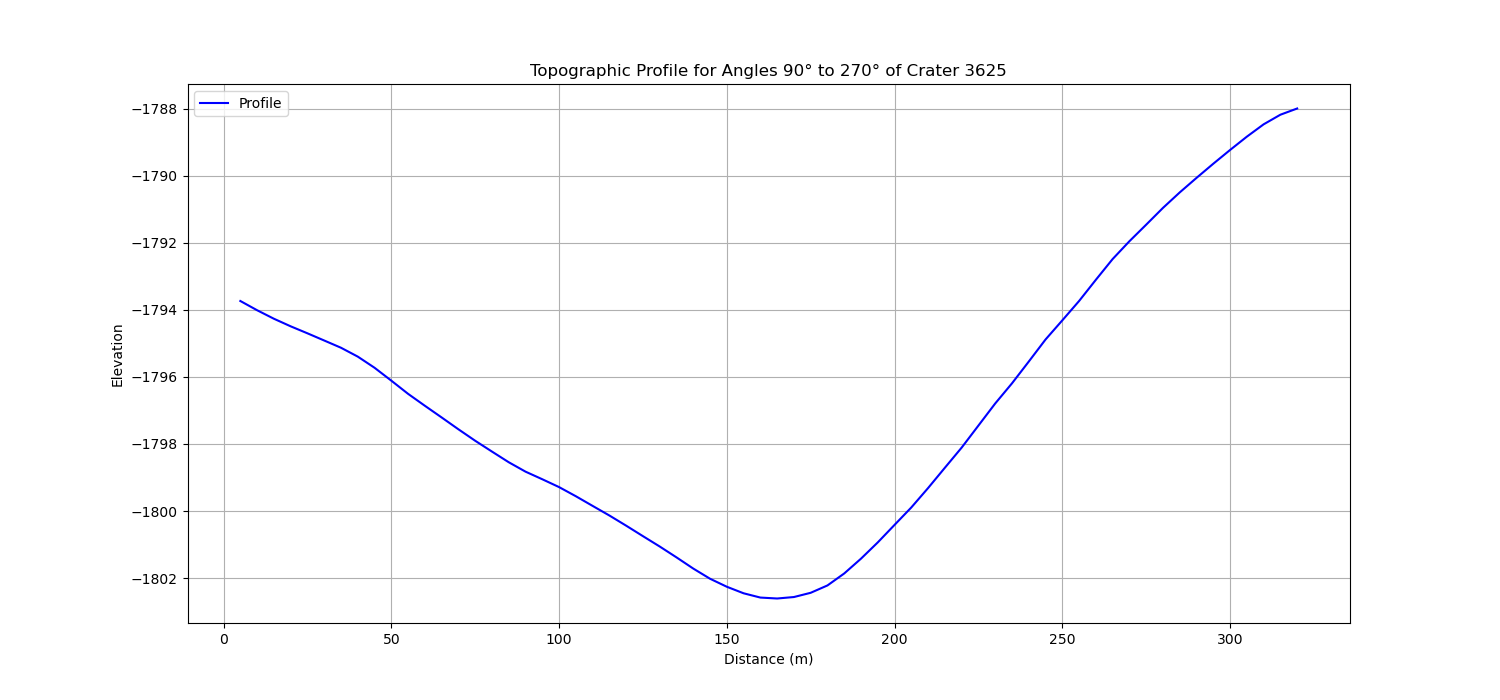 Topographic Profile for Angles 90° to 270° of Crater 3625
Profile
−1788
−1790
−1792
−1794
−1796
−1798
−1800
−1802
Elevation
0 50 100 150 200 250 300
Distance (m)